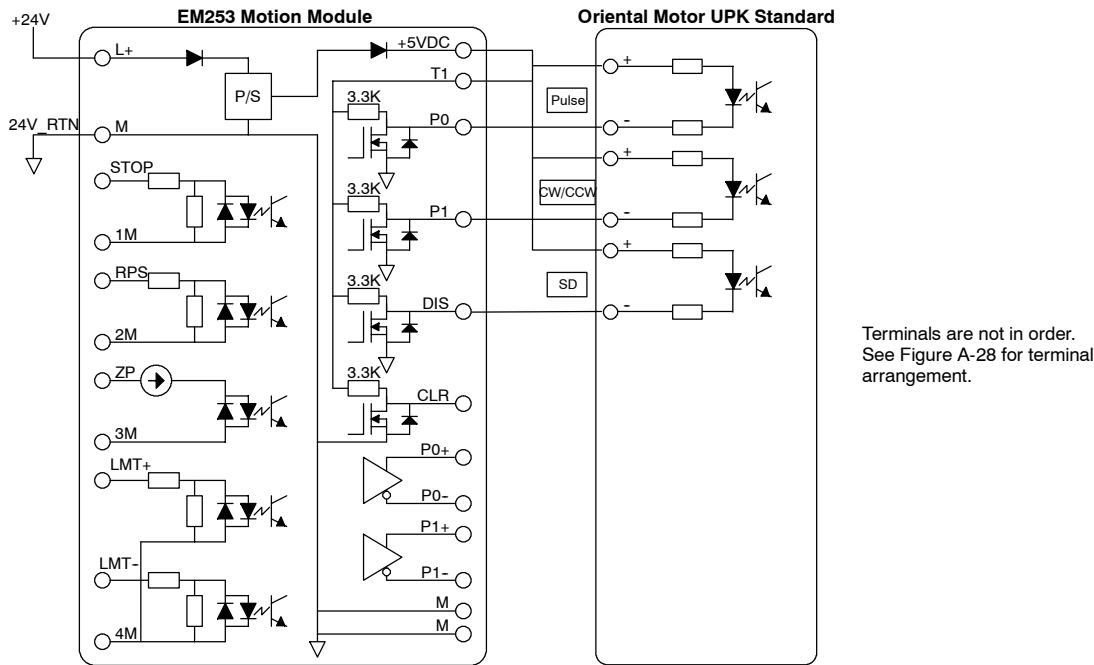 EM253 Motion Module
Oriental Motor UPK Standard
+24V
L+
+5VDC
T1
P/S
3.3K
Pulse
P0
24V_RTN
M
STOP
3.3K
CW/CCW
P1
1M
RPS
3.3K
SD
DIS
2M
ZP
3.3K
CLR
3M
LMT+
P0+
P0-
LMT-
P1+
P1-
4M
M
M
+
-
+
-
+
-
Terminals are not in order.
See Figure A-28 for terminal
arrangement.